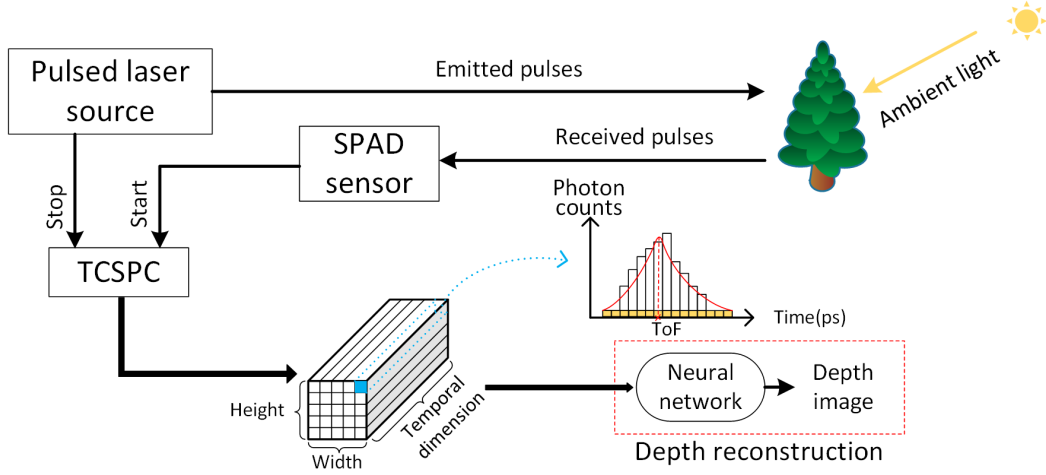 Pulsed laser
source
Emitted pulses
Ambient light
SPAD
sensor
Received pulses
Stop
Start
TCSPC
Photon
counts
ToF
Time(ps)
Height
Width
Temporal
dimension
Neural
network
Depth
image
Depth reconstruction